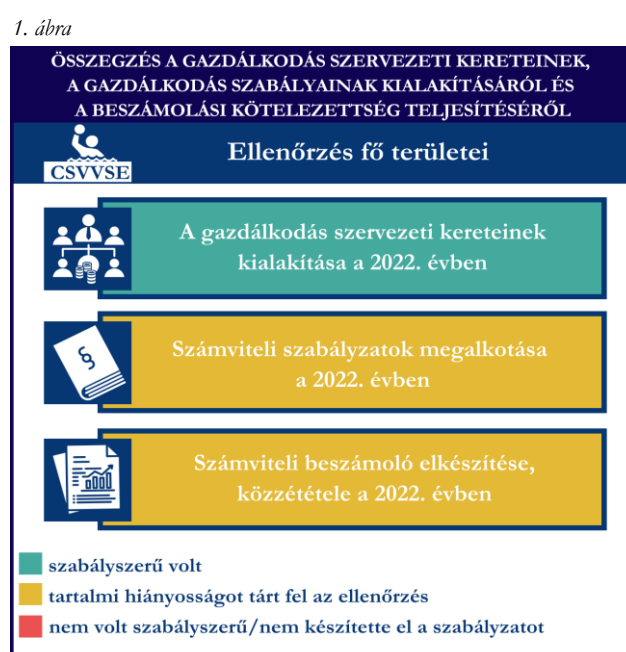 1. ábra
ÖSSZEGZÉS A GAZDÁLKODÁS SZERVEZETI KERETEINEK,
A GAZDÁLKODÁS SZABÁLYAINAK KIALAKÍTÁSÁRÓL ÉS
A BESZÁMOLÁSI KÖTELEZETTSÉG TELJESÍTÉSÉRŐL
CSVVSE
Ellenőrzés fő területei
A gazdálkodás szervezeti kereteinek
kialakítása a 2022. évben
§
Számviteli szabályzatok megalkotása
a 2022. évben
Számviteli beszámoló elkészítése,
közzététele a 2022. évben
szabályszerű volt
tartalmi hiányosságot tárt fel az ellenőrzés
nem volt szabályszerű/nem készítette el a szabályzatot